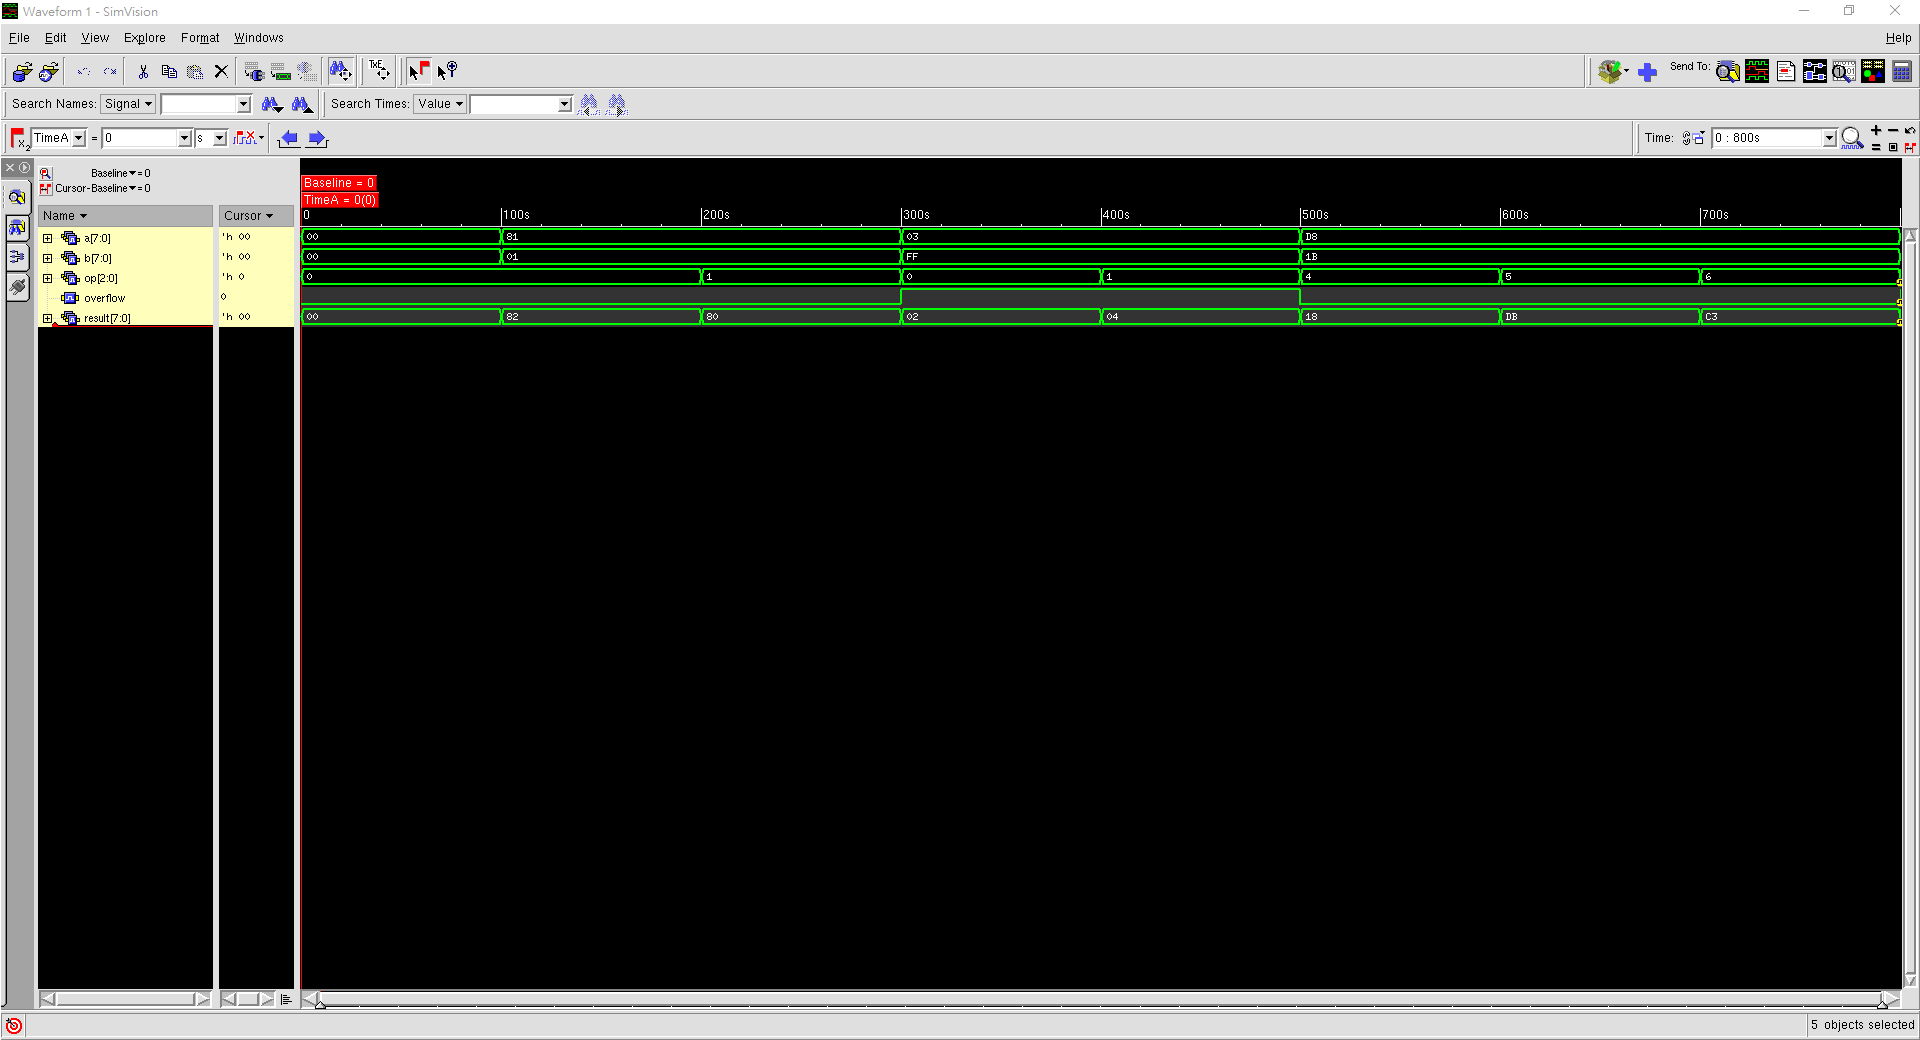 Waveform 1 - SimVision
File Edit View Explore Format Windows Help
TxE Send To:
Search Names: Signal Search Times: Value
TimeA = 0 s Time: 0 : 800s
Baseline = 0
Cursor-Baseline = 0
Baseline = 0
TimeA = 0(0)
Name Cursor 0 100s 200s 300s 400s 500s 600s 700s
a[7:0] 'h 00 00 81 03 D8
b[7:0] 'h 00 00 01 FF 1B
op[2:0] 'h 0 0 1 0 1 4 5 6
overflow 0
result[7:0] 'h 00 00 82 80 02 04 18 DB C3
5 objects selected